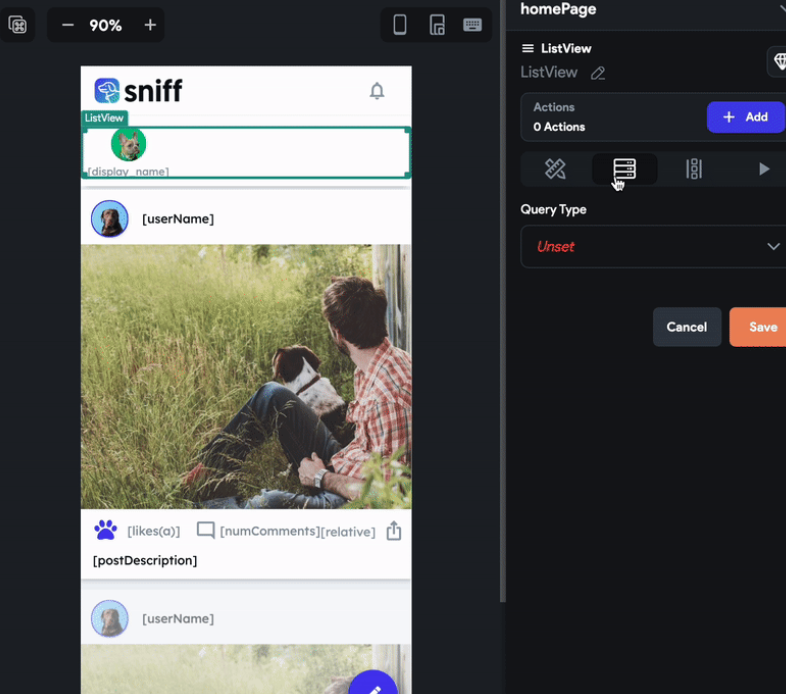 homePage
90%
ListView
ListView
Actions
0 Actions
Add
Query Type
Unset
Cancel
Save
sniff
ListView
[display_name]
[userName]
[likes(a)]
[numComments][relative]
[postDescription]
[userName]